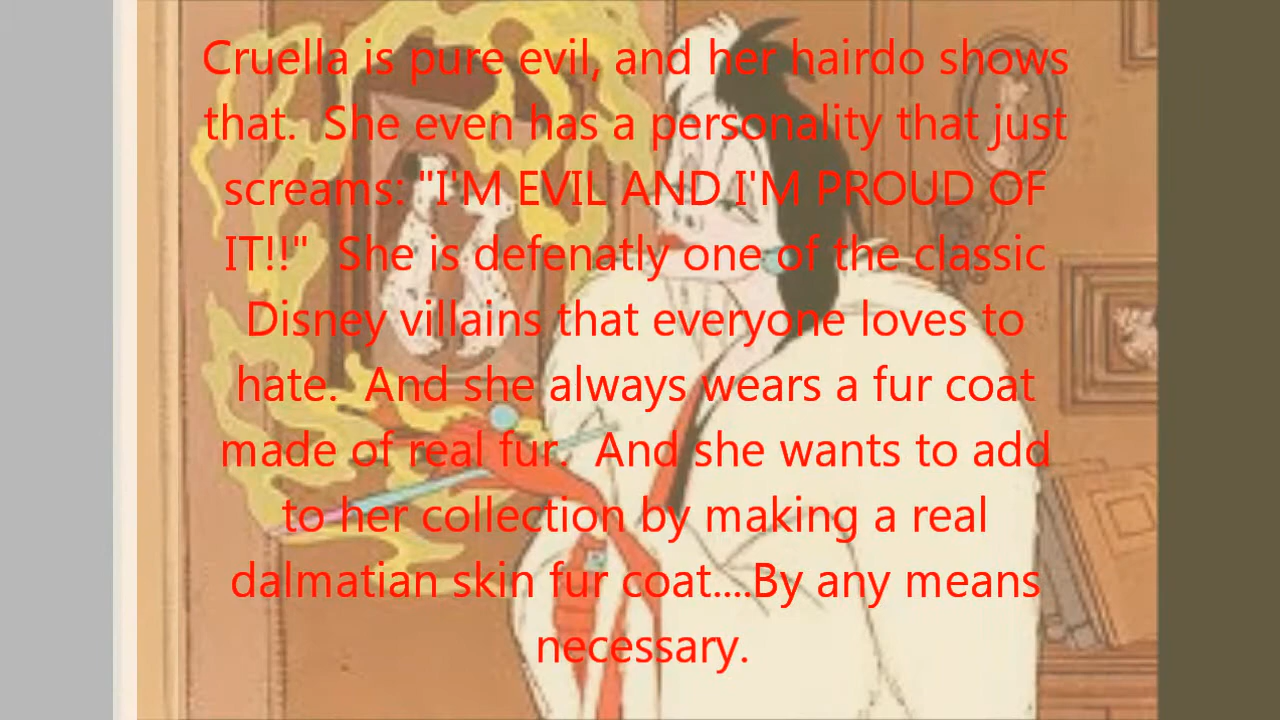 Cruella is pure evil, and her hairdo shows
that.  She even has a personality that just
screams: "I'M EVIL AND I'M PROUD OF
IT!!"  She is defenatly one of the classic
Disney villains that everyone loves to
hate.  And she always wears a fur coat
made of real fur.  And she wants to add
to her collection by making a real
dalmatian skin fur coat....By any means
necessary.